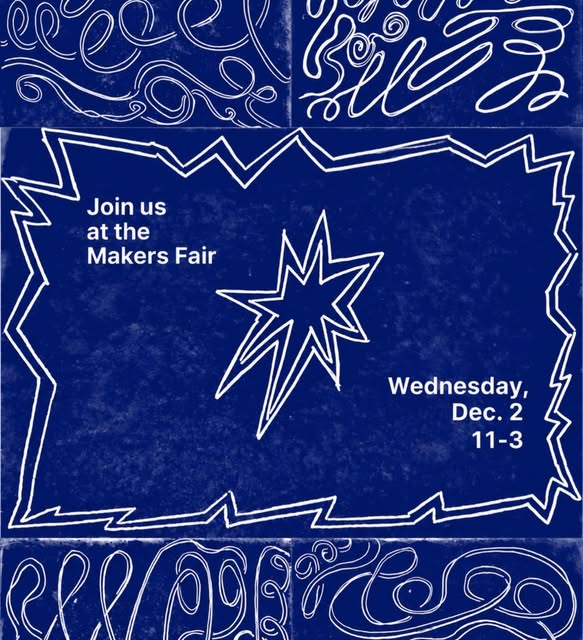 Join us
at the
Makers Fair
Wednesday,
Dec. 2
11-3